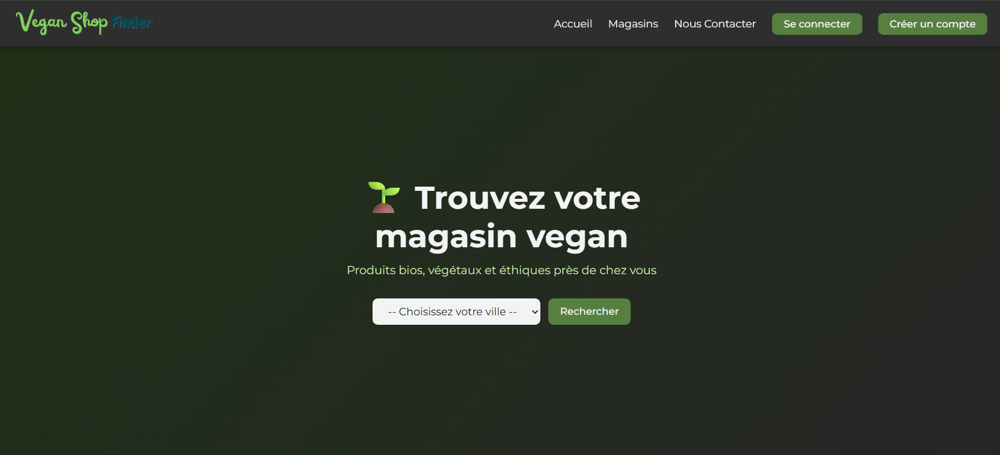 Vegan Shop Finder
Accueil
Magasins
Nous Contacter
Se connecter
Créer un compte
Trouvez votre
magasin vegan
Produits bios, végétaux et éthiques près de chez vous
-- Choisissez votre ville --
Rechercher